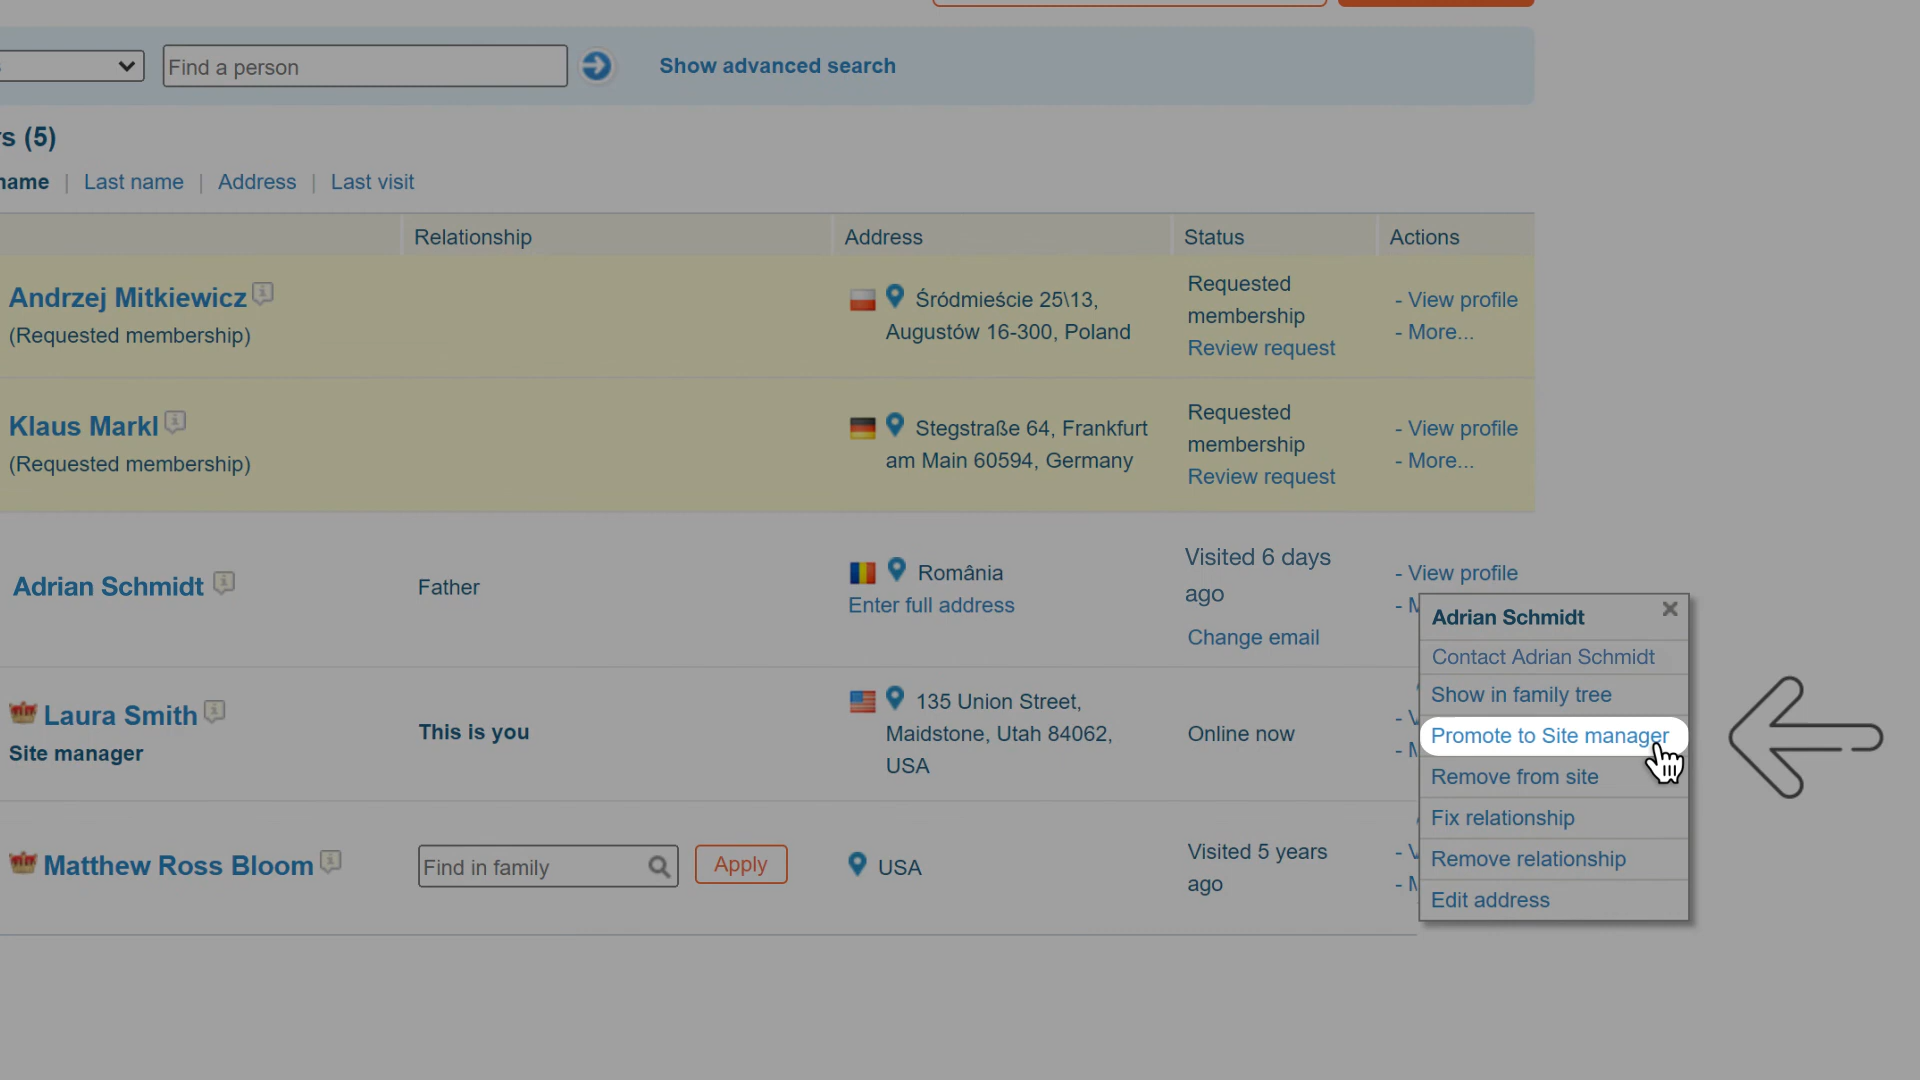 Find a person
Show advanced search
rs (5)
name | Last name | Address | Last visit
Relationship
Address
Status
Actions
Andrzej Mitkiewicz
(Requested membership)
Śródmieście 25\13,
Augustów 16-300, Poland
Requested
membership
Review request
- View profile
- More...
Klaus Markl
(Requested membership)
Stegstraße 64, Frankfurt
am Main 60594, Germany
Requested
membership
Review request
- View profile
- More...
Adrian Schmidt
Father
România
Enter full address
Visited 6 days
ago
Change email
- View profile
- M
Laura Smith
Site manager
This is you
135 Union Street,
Maidstone, Utah 84062,
USA
Online now
Matthew Ross Bloom
Find in family
Apply
USA
Visited 5 years
ago
Adrian Schmidt
Contact Adrian Schmidt
Show in family tree
Promote to Site manager
Remove from site
Fix relationship
Remove relationship
Edit address